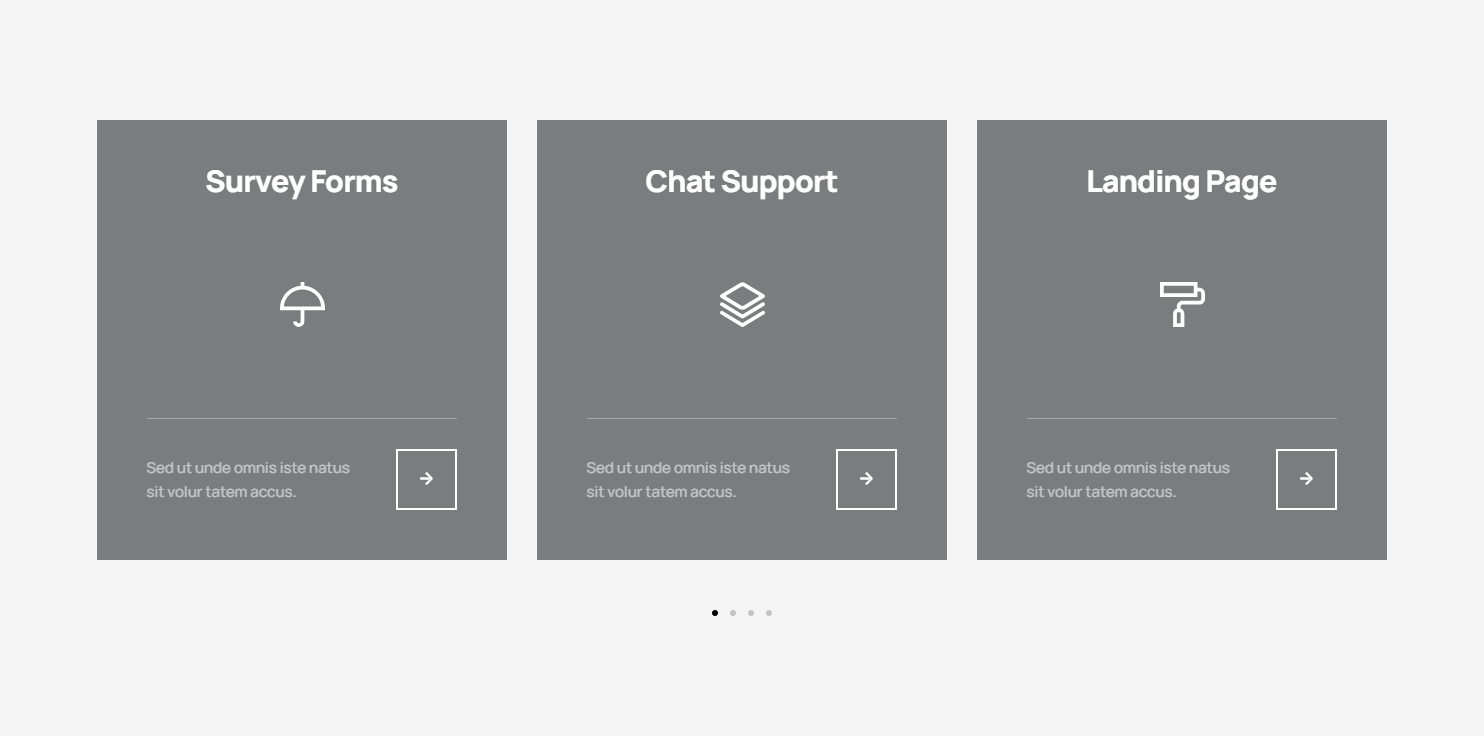 Survey Forms
Sed ut unde omnis iste natus
sit volur tatem accus.
Chat Support
Sed ut unde omnis iste natus
sit volur tatem accus.
Landing Page
Sed ut unde omnis iste natus
sit volur tatem accus.